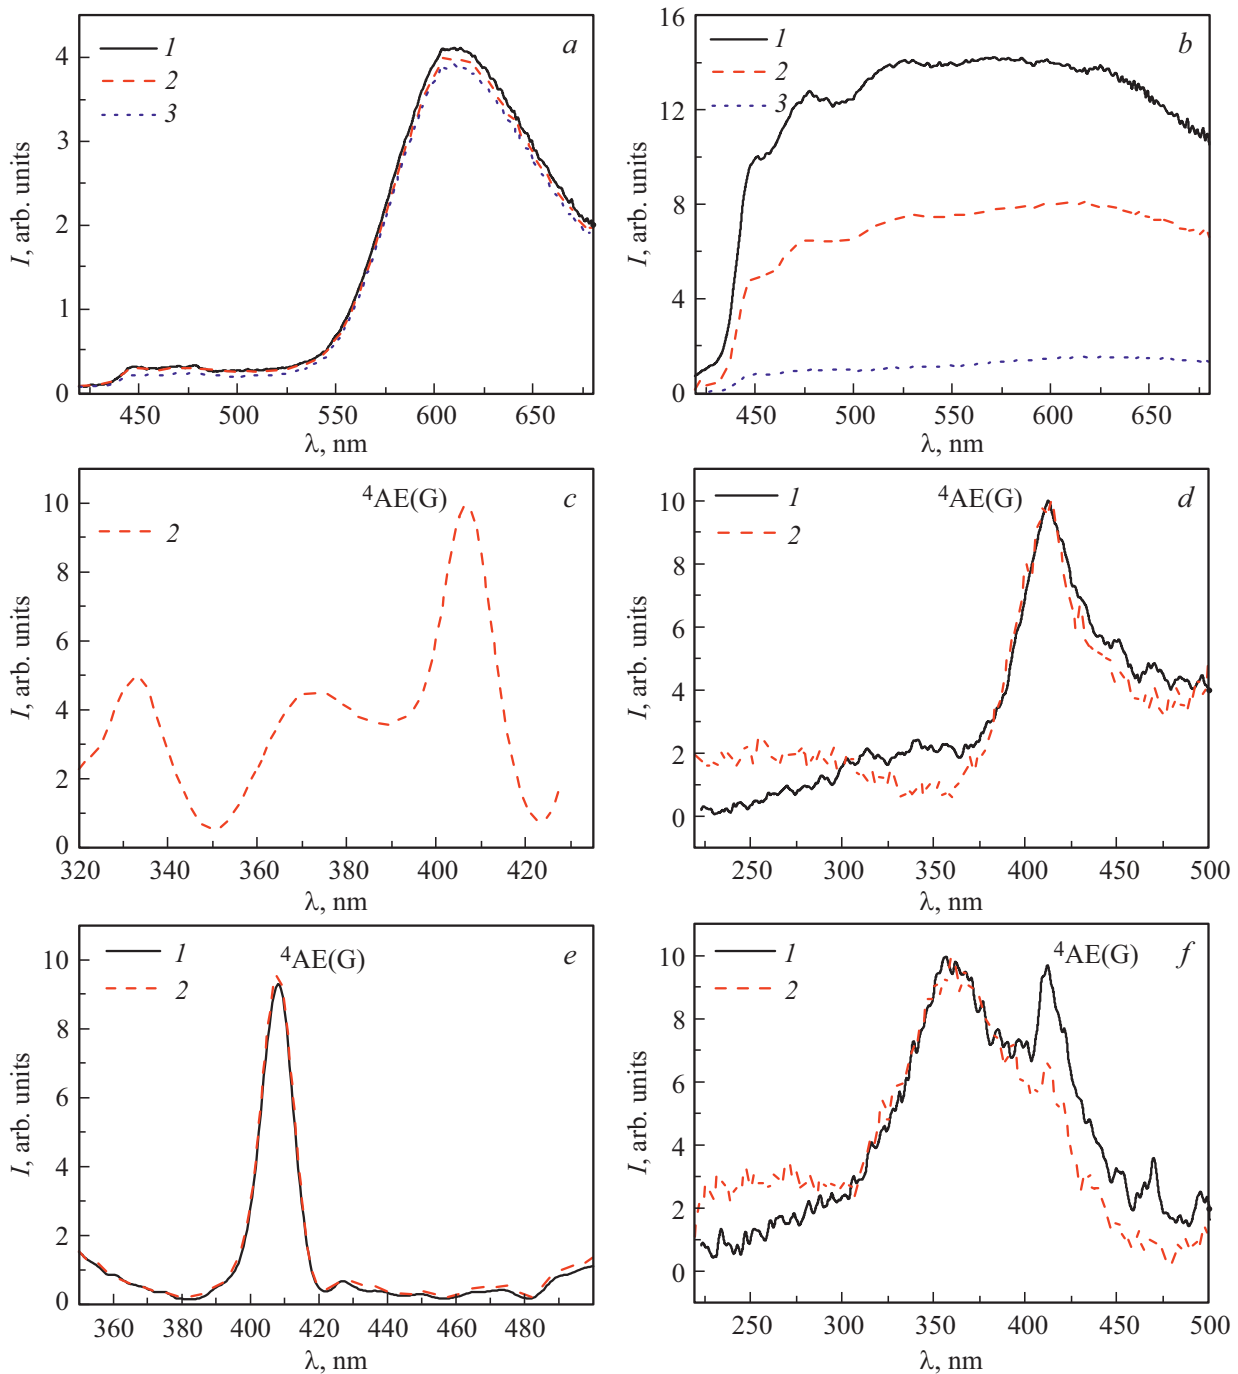 a
1
2
3
4
3
2
1
0
I, arb. units
450 500 550 600 650
λ, nm
b
1
2
3
16
12
8
4
0
I, arb. units
450 500 550 600 650
λ, nm
⁴AE(G) c
2
10
8
6
4
2
0
I, arb. units
320 340 360 380 400 420
λ, nm
⁴AE(G) d
1
2
10
8
6
4
2
0
I, arb. units
250 300 350 400 450 500
λ, nm
⁴AE(G) e
1
2
10
8
6
4
2
0
I, arb. units
360 380 400 420 440 460 480
λ, nm
⁴AE(G) f
1
2
10
8
6
4
2
0
I, arb. units
250 300 350 400 450 500
λ, nm